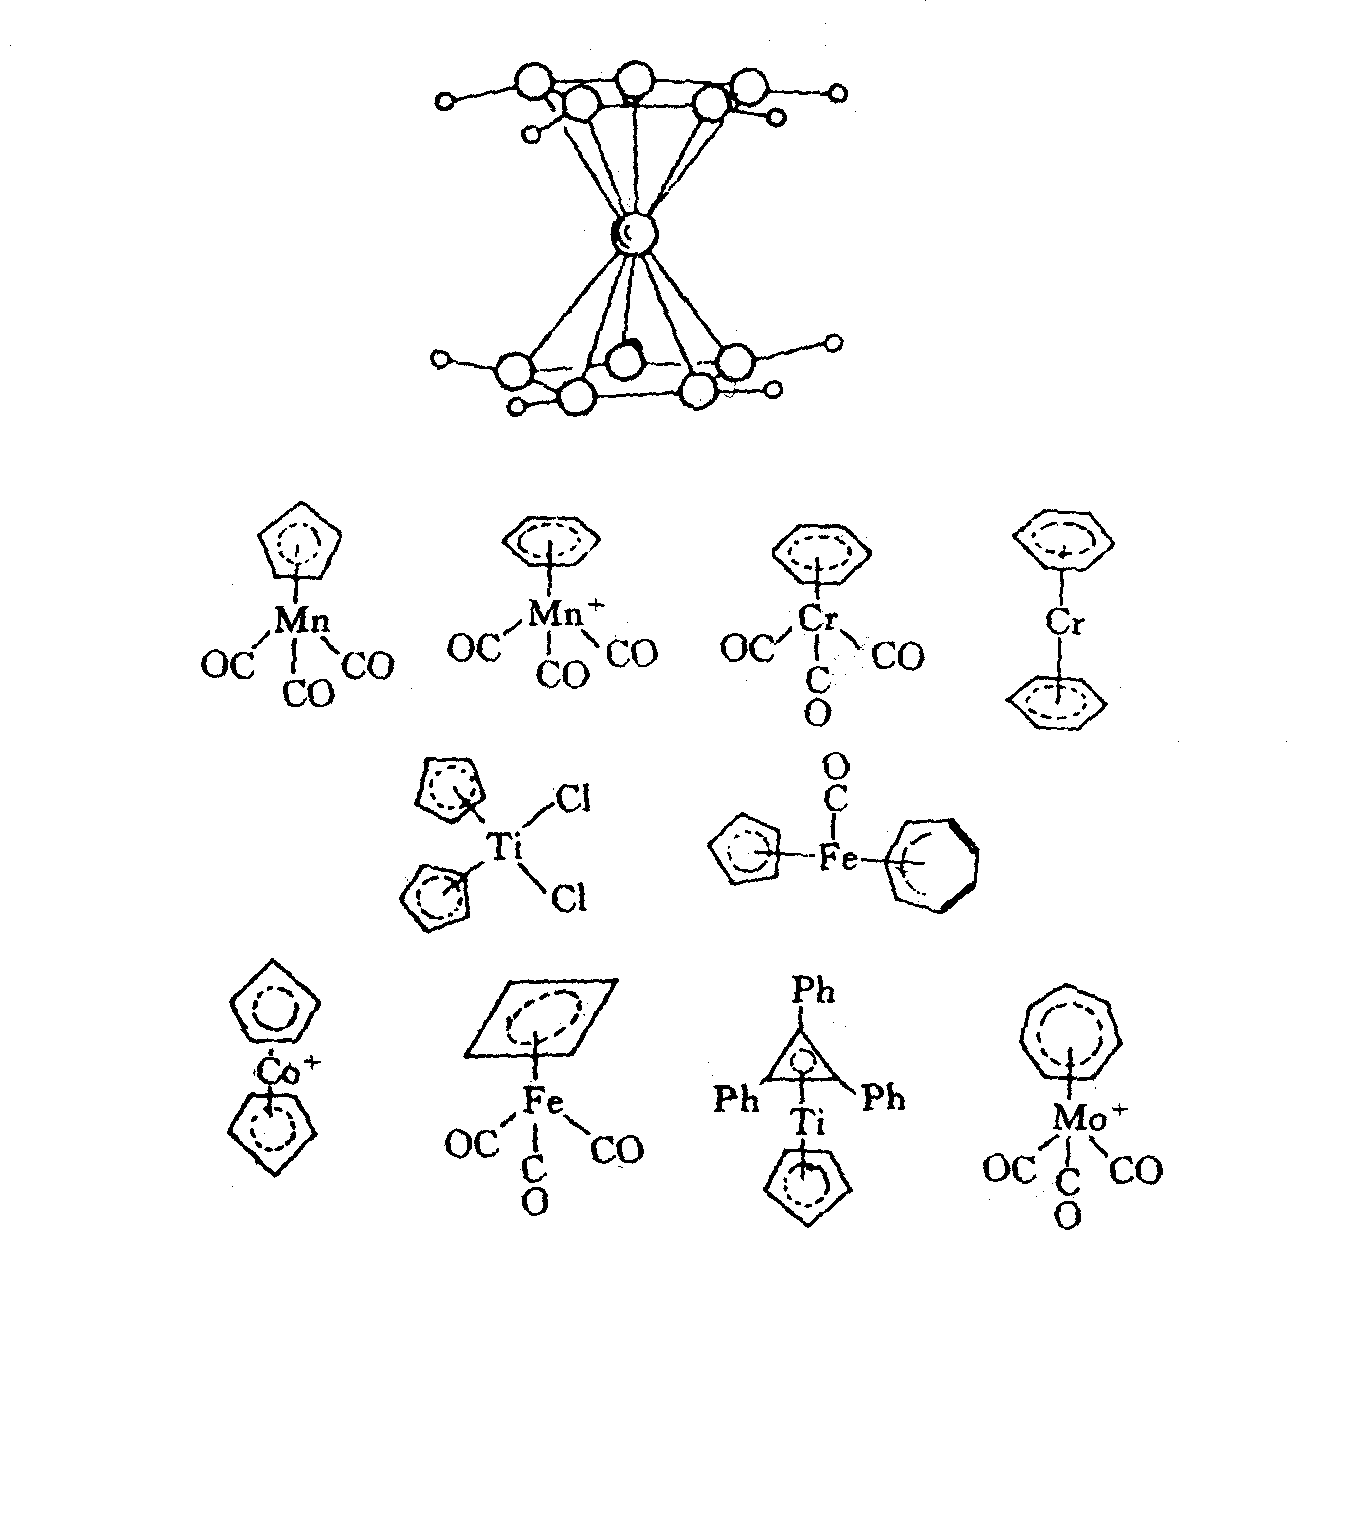 Mn
OC CO CO
Mn+
OC CO CO
Cr
OC C O CO
Cr
Ti
Cl
Cl
O
C
Fe
Co+
Fe
OC C O CO
Ph
Ph Ph
Ti
Mo+
OC C O CO